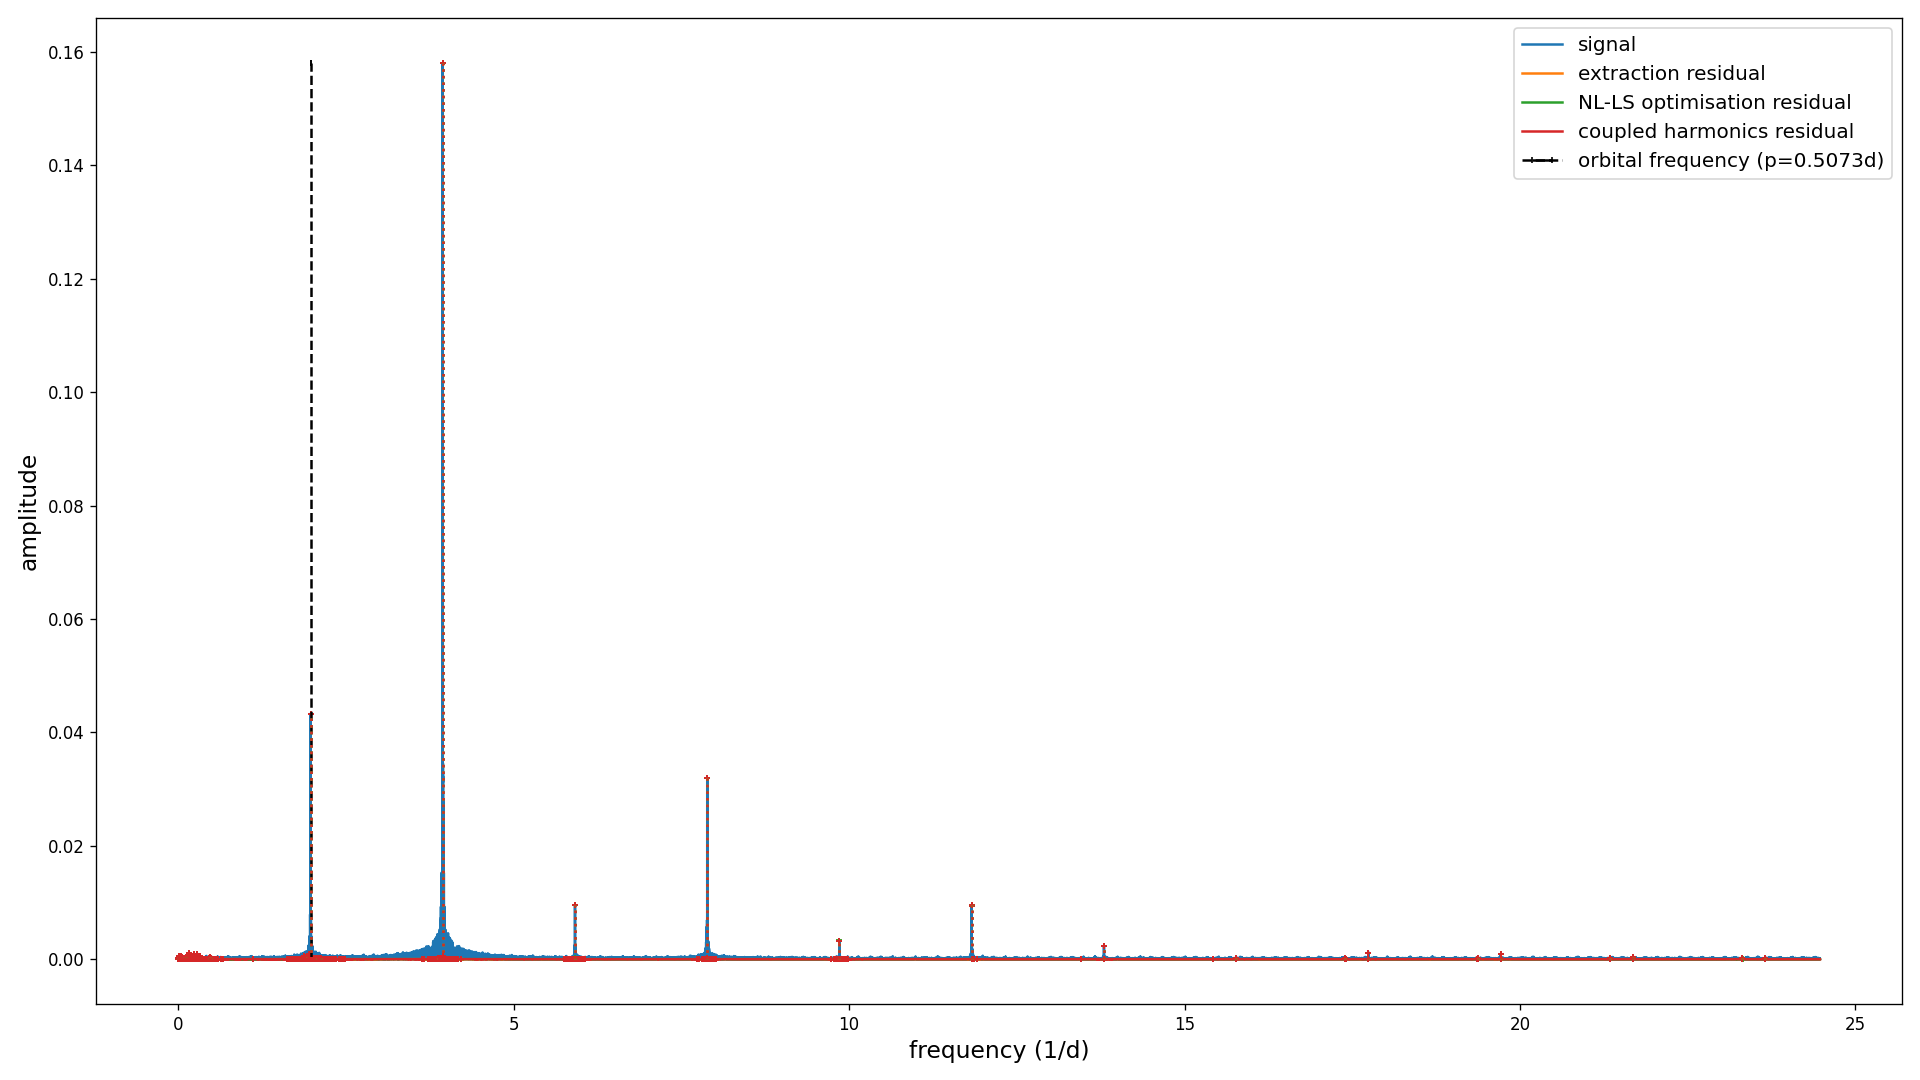 signal
extraction residual
NL-LS optimisation residual
coupled harmonics residual
orbital frequency (p=0.5073d)
amplitude
0.16
0.14
0.12
0.10
0.08
0.06
0.04
0.02
0.00
0
5
10
15
20
25
frequency (1/d)